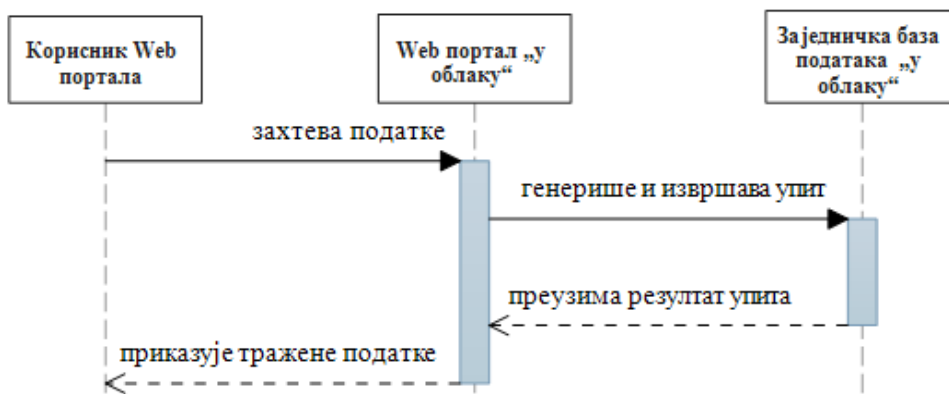 Корисник Web
портала
Web портал „у
облаку“
Заједничка база
података „у
облаку“
захтева податке
генерише и извршава упит
преузима резултат упита
приказује тражене податке